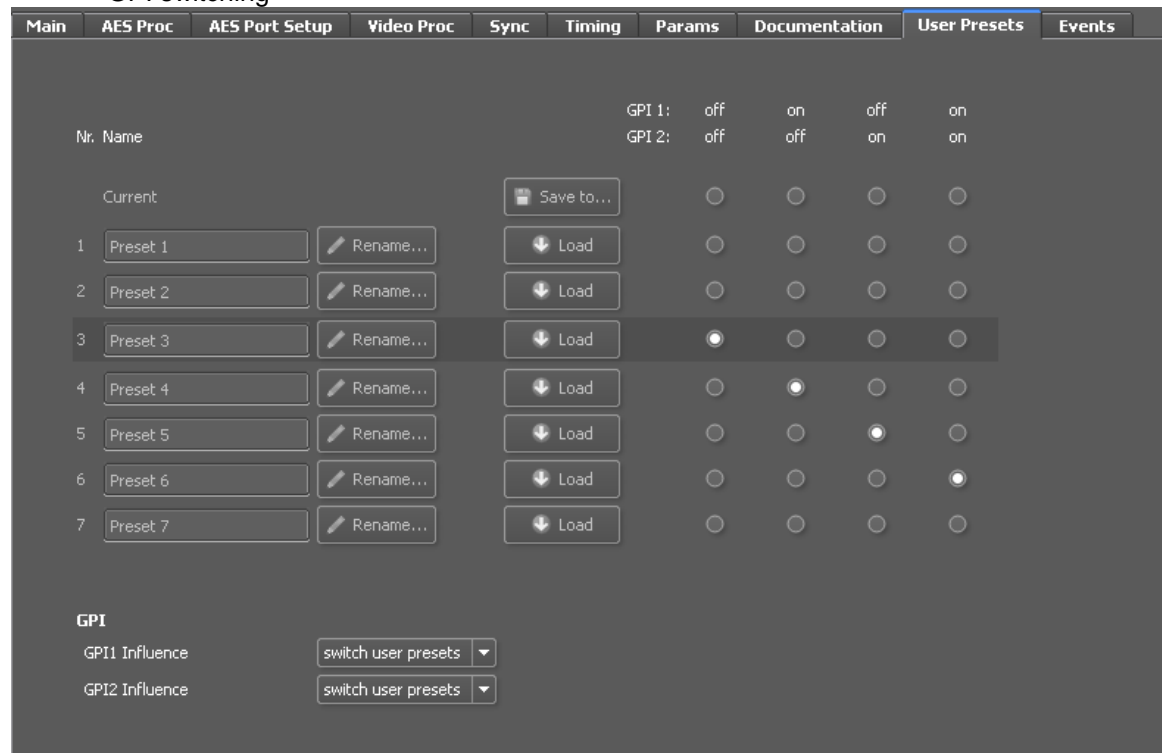 Main AES Proc AES Port Setup Video Proc Sync Timing Params Documentation User Presets Events
GPI 1: off on off on
Nr. Name GPI 2: off off on on
Current Save to...
1 Preset 1 Rename... Load
2 Preset 2 Rename... Load
3 Preset 3 Rename... Load
4 Preset 4 Rename... Load
5 Preset 5 Rename... Load
6 Preset 6 Rename... Load
7 Preset 7 Rename... Load
GPI
GPI1 Influence switch user presets
GPI2 Influence switch user presets